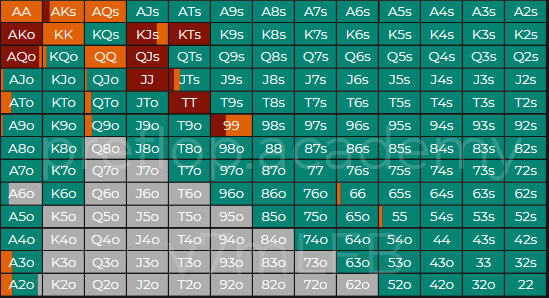 AA AKs AQs AJs ATs A9s A8s A7s A6s A5s A4s A3s A2s
AKo KK KQs KJs KTs K9s K8s K7s K6s K5s K4s K3s K2s
AQo KQo QQ QJs QTs Q9s Q8s Q7s Q6s Q5s Q4s Q3s Q2s
AJo KJo QJo JJ JTs J9s J8s J7s J6s J5s J4s J3s J2s
ATo KTo QTo JTo TT T9s T8s T7s T6s T5s T4s T3s T2s
A9o K9o Q9o J9o T9o 99 98s 97s 96s 95s 94s 93s 92s
A8o K8o Q8o J8o T8o 98o 88 87s 86s 85s 84s 83s 82s
preflop.academy
A7o K7o Q7o J7o T7o 97o 87o 77 76s 75s 74s 73s 72s
A6o K6o Q6o J6o T6o 96o 86o 76o 66 65s 64s 63s 62s
A5o K5o Q5o J5o T5o 95o 85o 75o 65o 55 54s 53s 52s
A4o K4o Q4o J4o T4o 94o 84o 74o 64o 54o 44 43s 42s
A3o K3o Q3o J3o T3o 93o 83o 73o 63o 53o 43o 33 32s
A2o K2o Q2o J2o T2o 92o 82o 72o 62o 52o 42o 32o 22